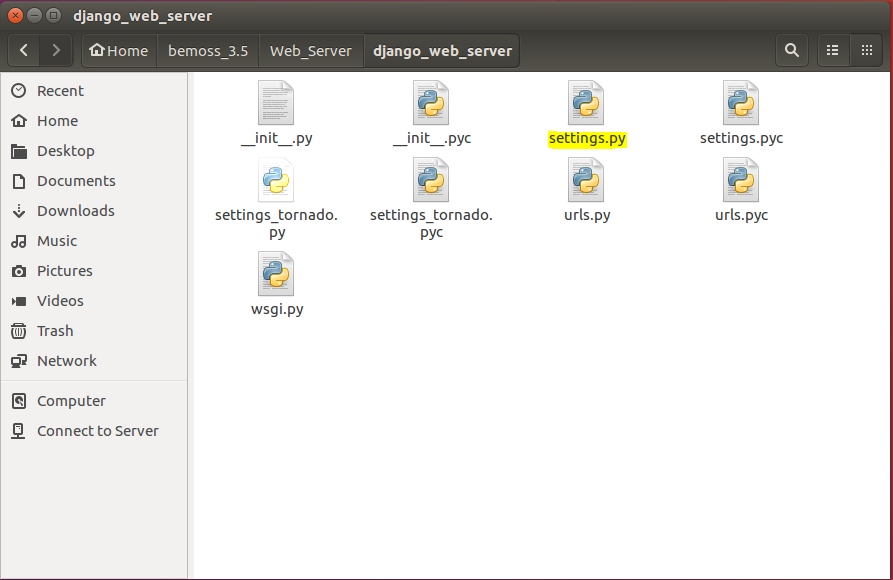 django_web_server
Home bemoss_3.5 Web_Server django_web_server
Recent
Home
Desktop
Documents
Downloads
Music
Pictures
Videos
Trash
Network
Computer
Connect to Server
__init__.py
__init__.pyc
settings.py
settings.pyc
settings_tornado.
py
settings_tornado.
pyc
urls.py
urls.pyc
wsgi.py